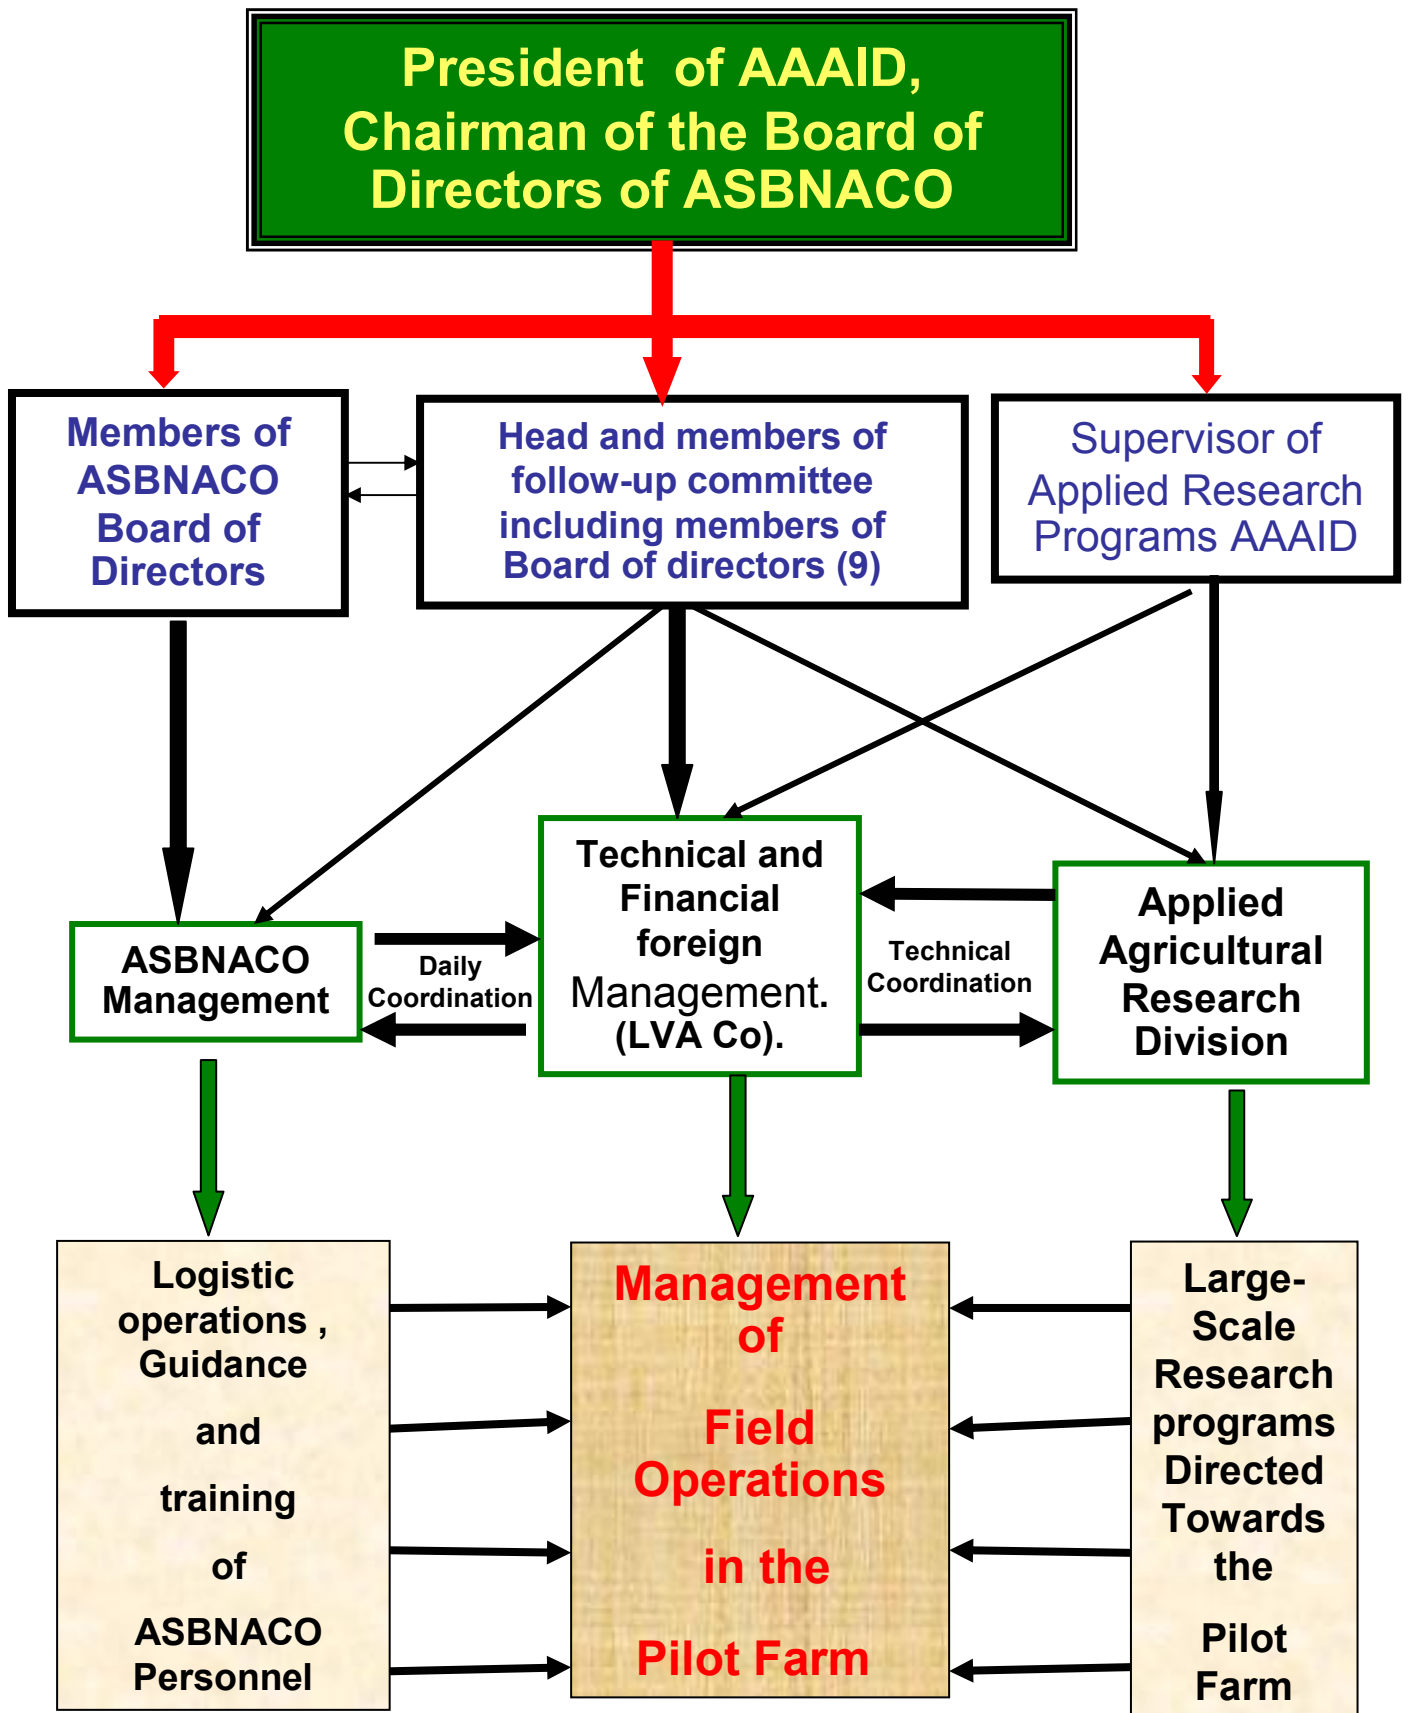 President of AAAID,
Chairman of the Board of
Directors of ASBNACO
Members of
ASBNACO
Board of
Directors
Head and members of
follow-up committee
including members of
Board of directors (9)
Supervisor of
Applied Research
Programs AAAID
ASBNACO
Management
Daily
Coordination
Technical and
Financial
foreign
Management.
(LVA Co).
Technical
Coordination
Applied
Agricultural
Research
Division
Logistic
operations ,
Guidance
and
training
of
ASBNACO
Personnel
Management
of
Field
Operations
in the
Pilot Farm
Large-
Scale
Research
programs
Directed
Towards
the
Pilot
Farm